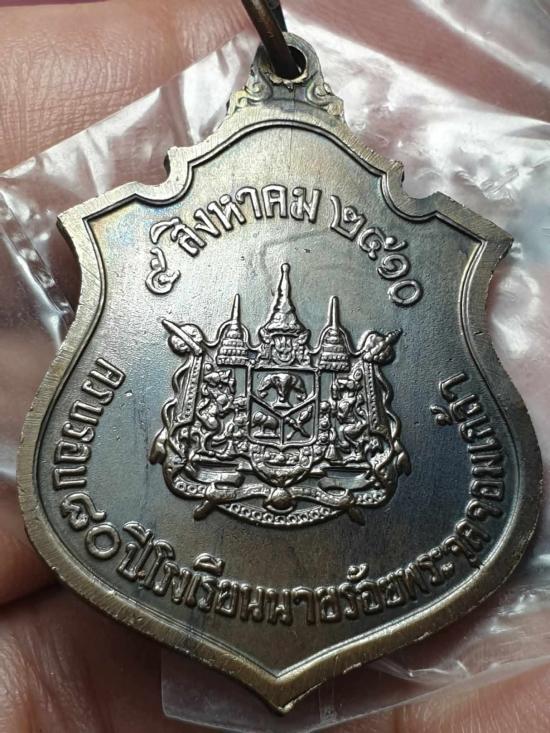 ๕ สิงหาคม ๒๕๑๐
ครบรอบ ๘๐ ปี โรงเรียนนายร้อยพระจุลจอมเกล้า